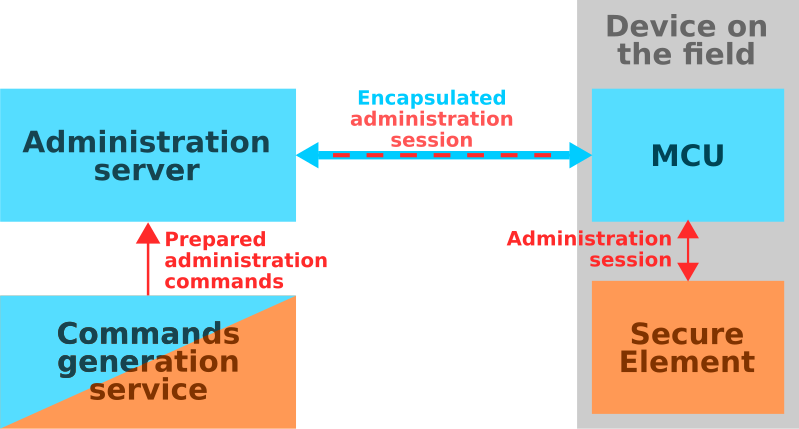 Device on
the field
Encapsulated
administration
session
Administration
server
MCU
Prepared
administration
commands
Administration
session
Commands
generation
service
Secure
Element